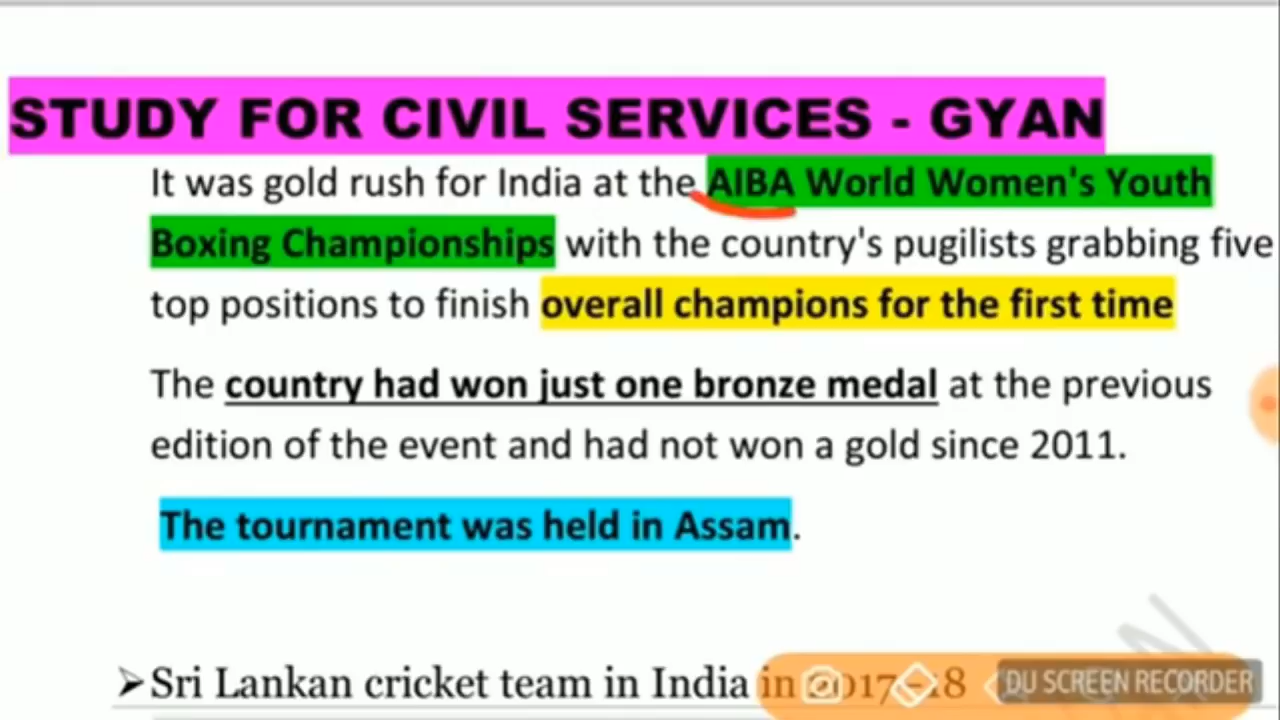 STUDY FOR CIVIL SERVICES - GYAN
It was gold rush for India at the AIBA World Women's Youth
Boxing Championships with the country's pugilists grabbing five
top positions to finish overall champions for the first time
The country had won just one bronze medal at the previous
edition of the event and had not won a gold since 2011.
The tournament was held in Assam.
➢ Sri Lankan cricket team in India in 2017-18
DU SCREEN RECORDER